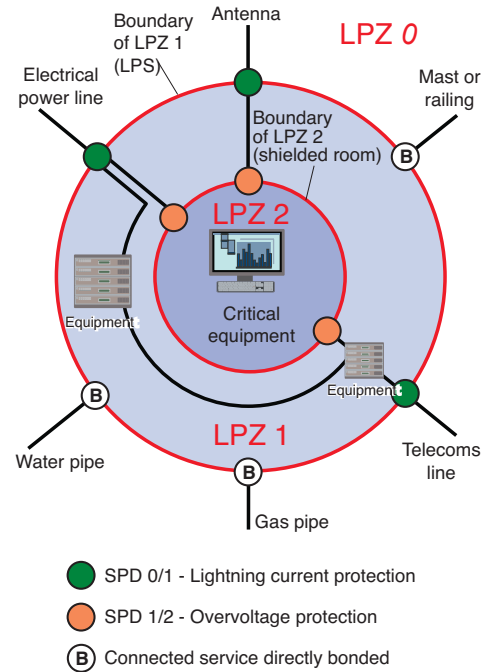 Antenna
LPZ 0
Boundary
of LPZ 1
(LPS)
Electrical
power line
Mast or
railing
Boundary
of LPZ 2
(shielded room)
B
LPZ 2
Critical
equipment
Equipment
Equipment
B
LPZ 1
Water pipe
B
Telecoms
line
Gas pipe
SPD 0/1 - Lightning current protection
SPD 1/2 - Overvoltage protection
B Connected service directly bonded